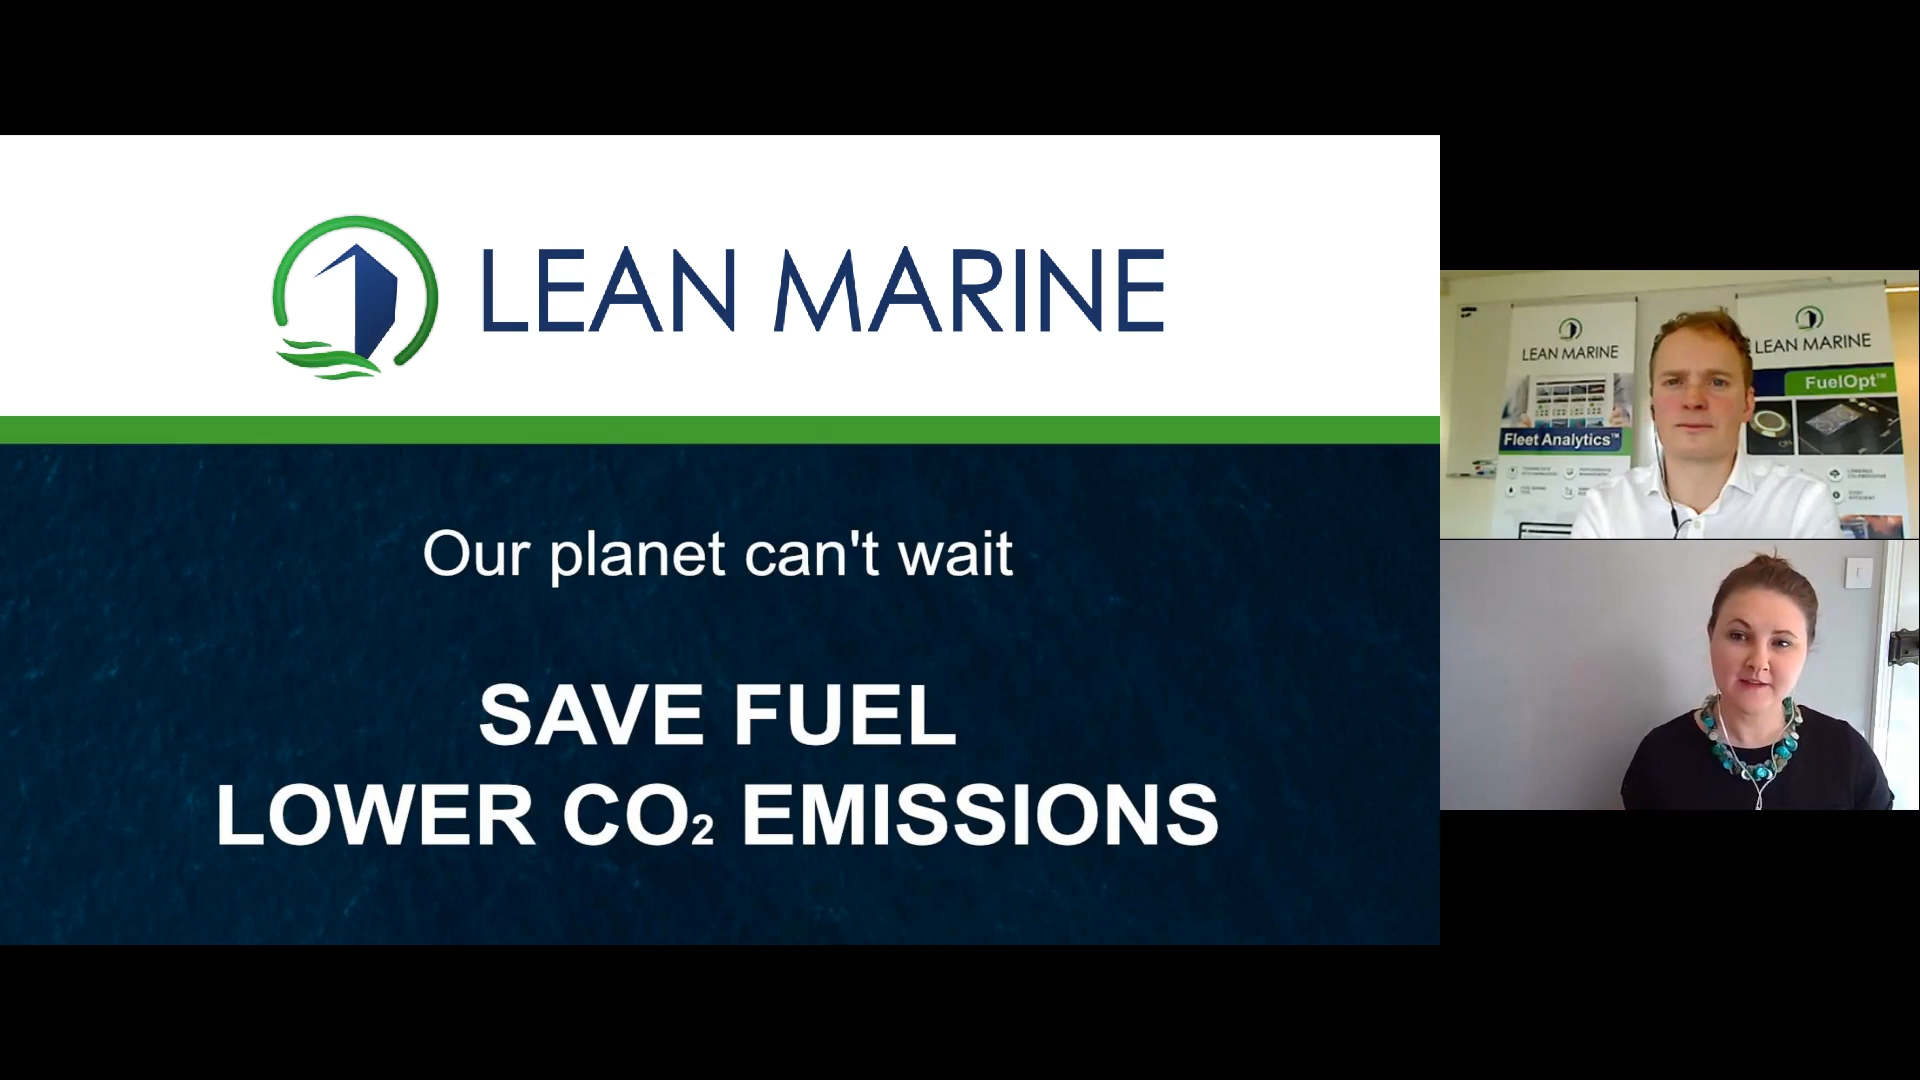 LEAN MARINE
Our planet can't wait
SAVE FUEL
LOWER CO₂ EMISSIONS
LEAN MARINE
Fleet Analytics™
LEAN MARINE
FuelOpt™